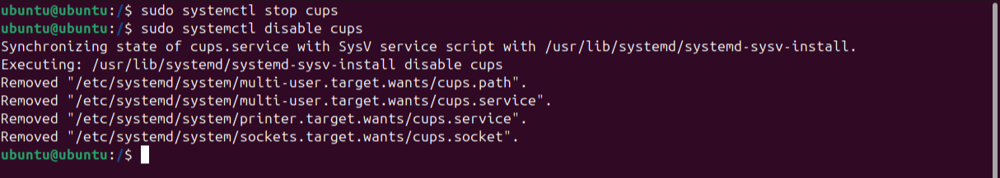 ubuntu@ubuntu:/$ sudo systemctl stop cups
ubuntu@ubuntu:/$ sudo systemctl disable cups
Synchronizing state of cups.service with SysV service script with /usr/lib/systemd/systemd-sysv-install.
Executing: /usr/lib/systemd/systemd-sysv-install disable cups
Removed "/etc/systemd/system/multi-user.target.wants/cups.path".
Removed "/etc/systemd/system/multi-user.target.wants/cups.service".
Removed "/etc/systemd/system/printer.target.wants/cups.service".
Removed "/etc/systemd/system/sockets.target.wants/cups.socket".
ubuntu@ubuntu:/$